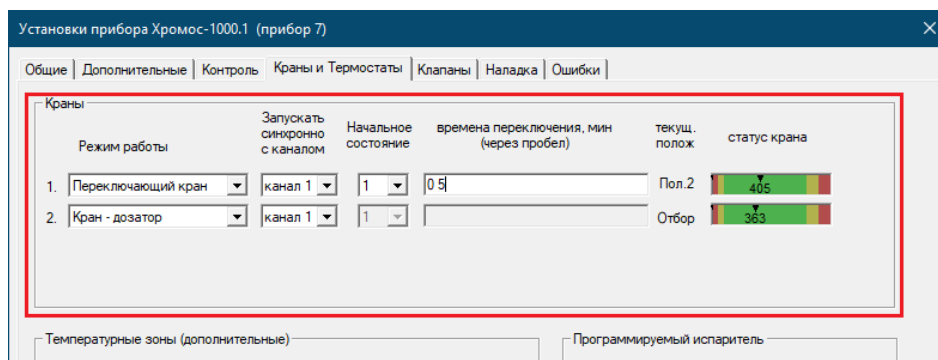 Установки прибора Хромос-1000.1 (прибор 7)
Общие Дополнительные Контроль Краны и Термостаты Клапаны Наладка Ошибки
Краны
Режим работы
Запускать
синхронно
с каналом
Начальное
состояние
времена переключения, мин
(через пробел)
текущ.
полож
статус крана
1. Переключающий кран канал 1 1 0 5 Пол.2 405
2. Кран - дозатор канал 1 1 Отбор 363
Температурные зоны (дополнительные) Программируемый испаритель